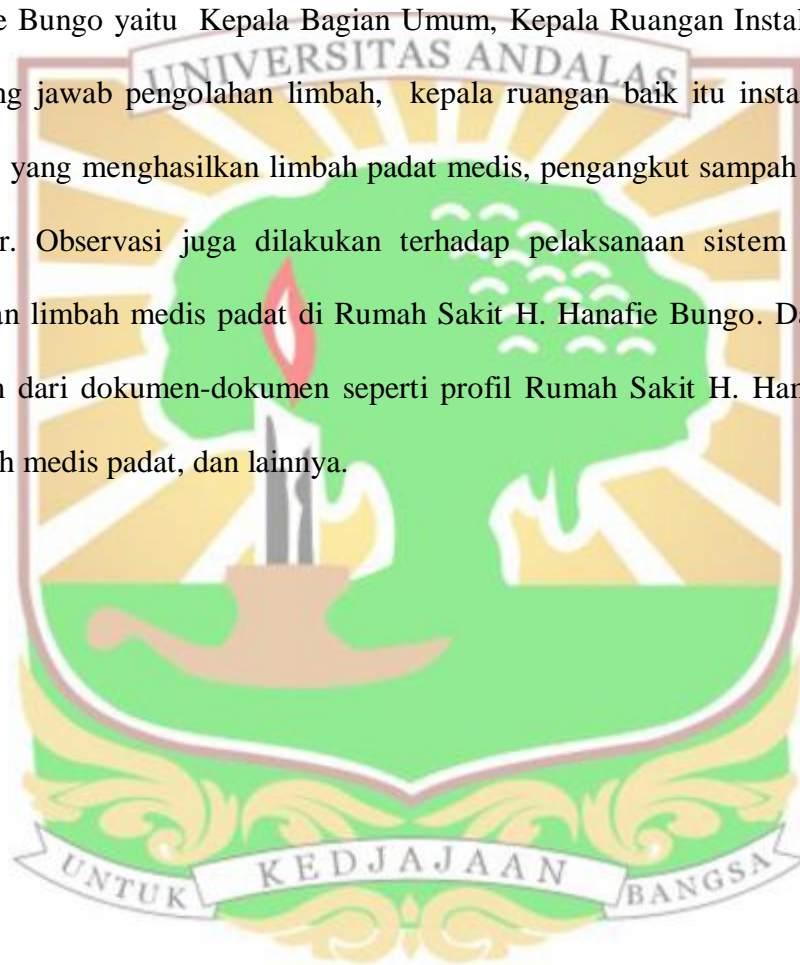 e Bungo yaitu Kepala Bagian Umum, Kepala Ruangan Instal
UNIVERSITAS ANDALAS
ng jawab pengolahan limbah, kepala ruangan baik itu insta
yang menghasilkan limbah padat medis, pengangkut sampah
r. Observasi juga dilakukan terhadap pelaksanaan sistem
an limbah medis padat di Rumah Sakit H. Hanafie Bungo. Da
n dari dokumen-dokumen seperti profil Rumah Sakit H. Han
h medis padat, dan lainnya.
UNTUK KEDJAJAAN BANGSA